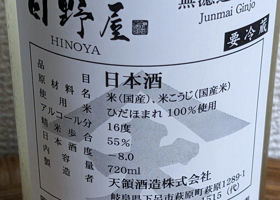 日野屋
HINOYA
Junmai Ginjo
要冷蔵
品目 日本酒
原材料名 米(国産)、米こうじ(国産米)
使用米 ひだほまれ100%使用
アルコール分 16度
精米歩合 55%
日本酒度 -8.0
内容量 720ml
製造者 天領酒造株式会社
岐阜県下呂市萩原町萩原1289-1